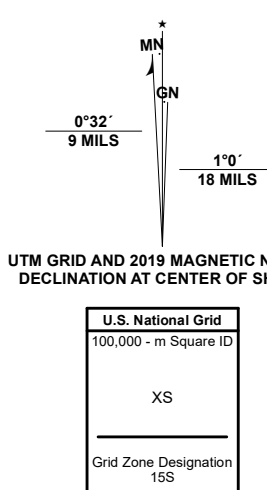 ★
MN
GN
0°32´
9 MILS
1°0´
18 MILS
UTM GRID AND 2019 MAGNETIC N
DECLINATION AT CENTER OF SH
U.S. National Grid
100,000 - m Square ID
XS
Grid Zone Designation
15S